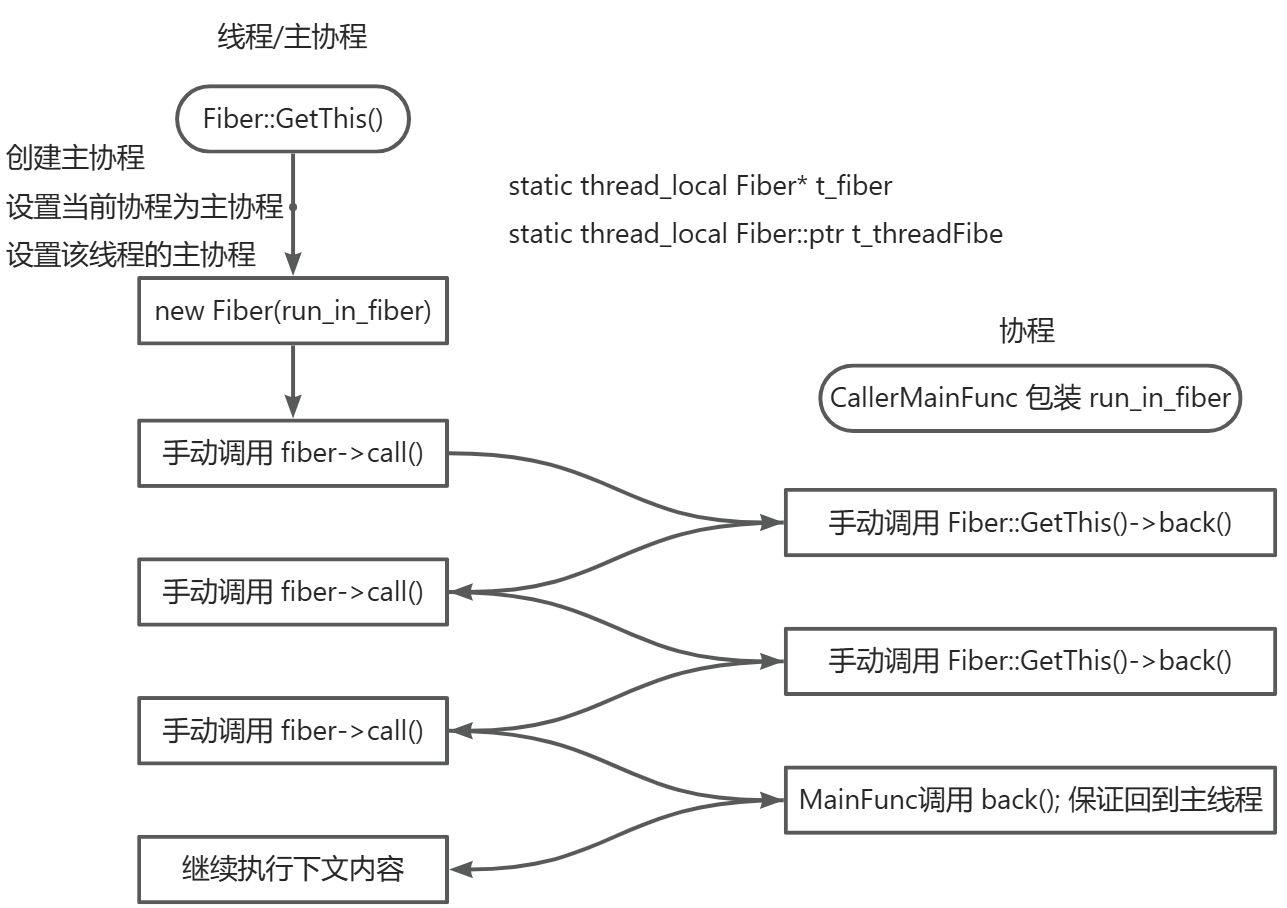 线程/主协程
Fiber::GetThis()
创建主协程
设置当前协程为主协程
设置该线程的主协程
static thread_local Fiber* t_fiber
static thread_local Fiber::ptr t_threadFibe
new Fiber(run_in_fiber)
协程
CallerMainFunc 包装 run_in_fiber
手动调用 fiber->call()
手动调用 Fiber::GetThis()->back()
手动调用 fiber->call()
手动调用 Fiber::GetThis()->back()
手动调用 fiber->call()
MainFunc调用 back(); 保证回到主线程
继续执行下文内容